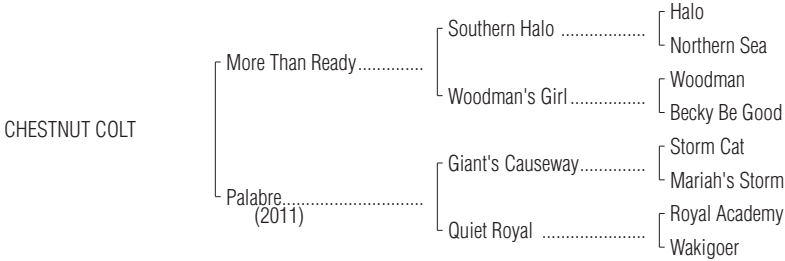 Halo
Southern Halo ..................
Northern Sea
More Than Ready..............
Woodman
Woodman's Girl................
Becky Be Good
CHESTNUT COLT
Storm Cat
Giant's Causeway..............
Mariah's Storm
Palabre..............................
(2011)
Royal Academy
Quiet Royal ......................
Wakigoer